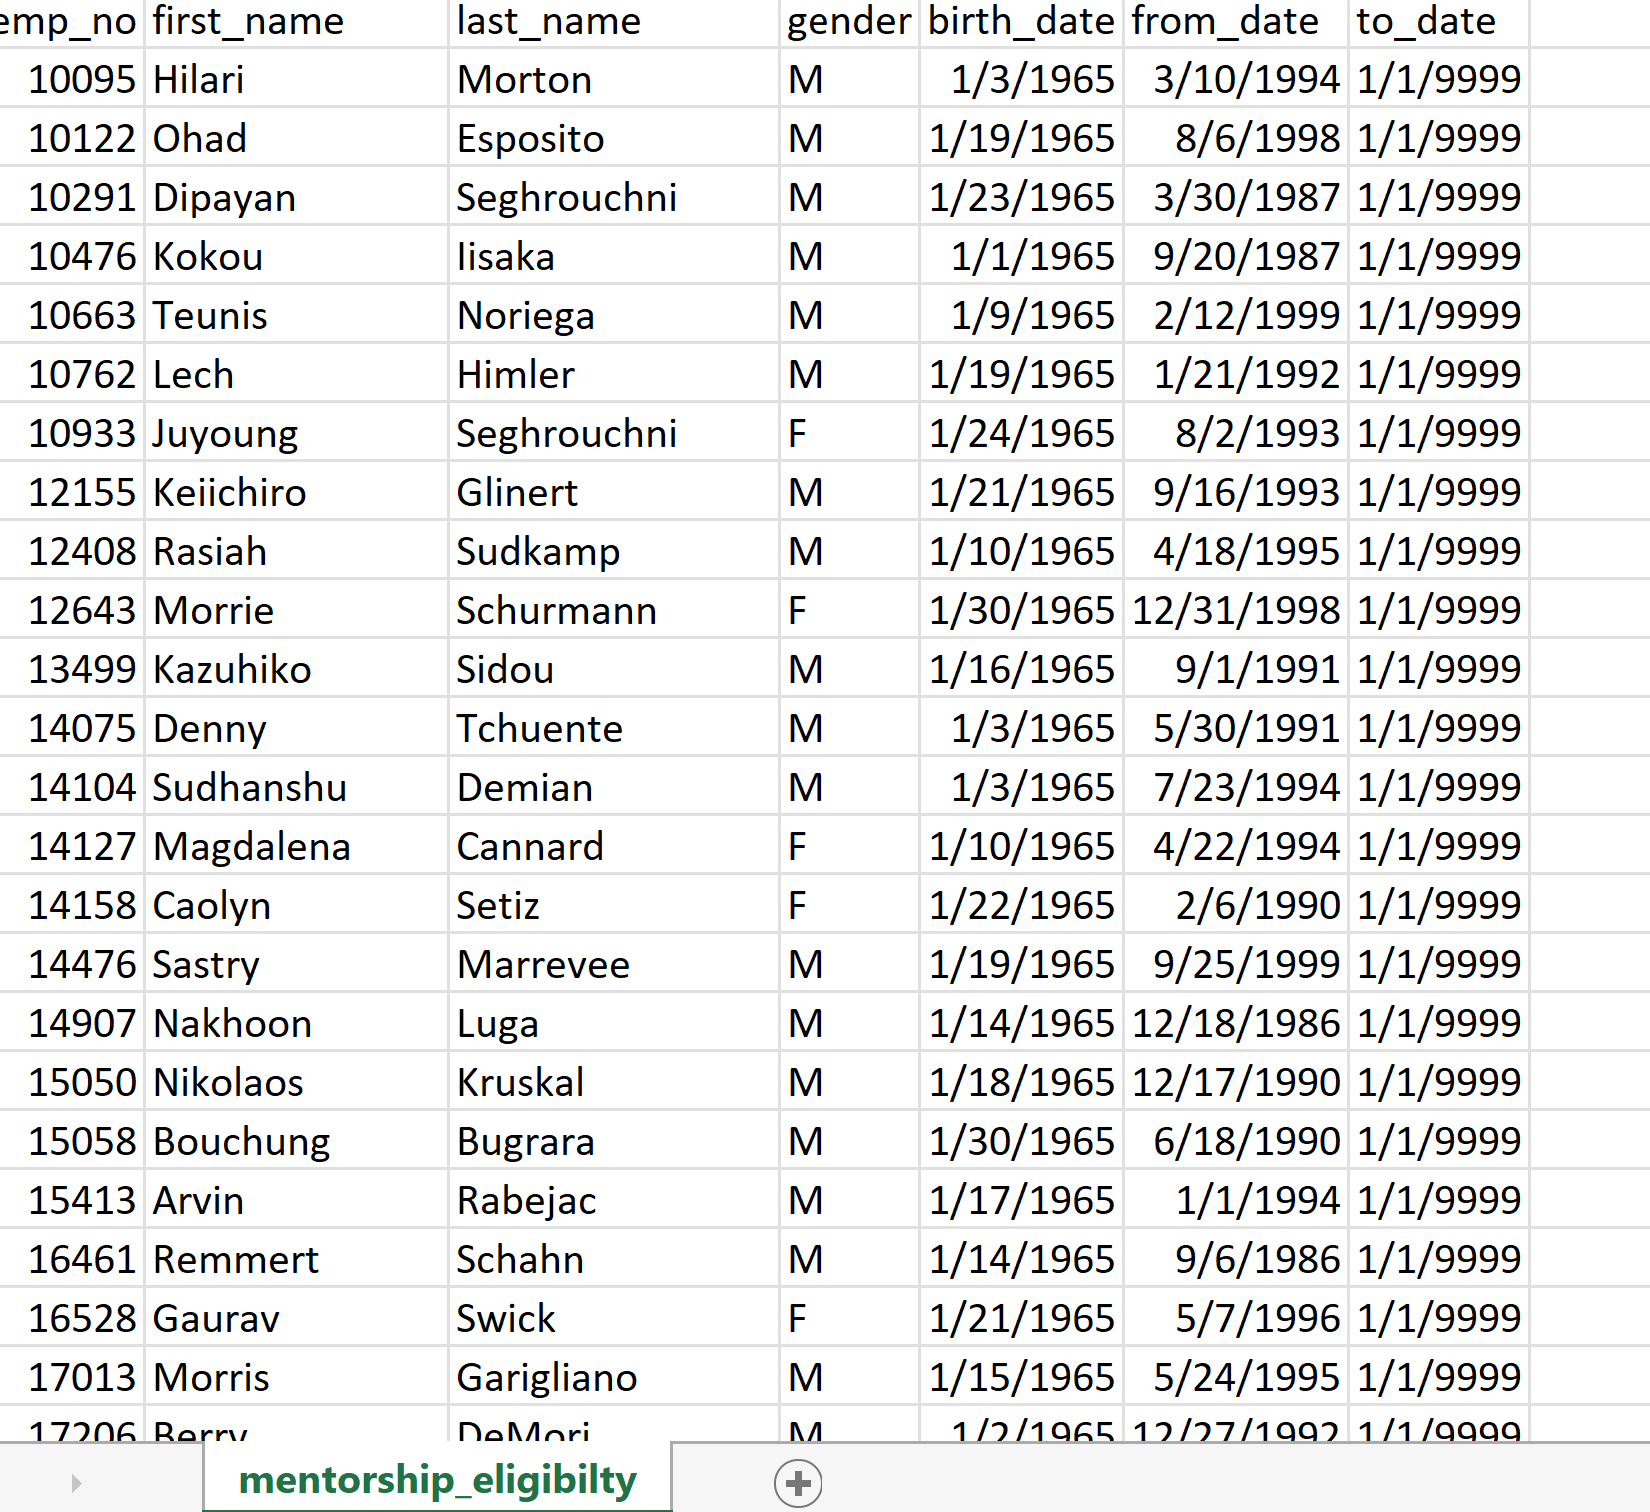 emp_no first_name last_name gender birth_date from_date to_date
10095 Hilari Morton M 1/3/1965 3/10/1994 1/1/9999
10122 Ohad Esposito M 1/19/1965 8/6/1998 1/1/9999
10291 Dipayan Seghrouchni M 1/23/1965 3/30/1987 1/1/9999
10476 Kokou Iisaka M 1/1/1965 9/20/1987 1/1/9999
10663 Teunis Noriega M 1/9/1965 2/12/1999 1/1/9999
10762 Lech Himler M 1/19/1965 1/21/1992 1/1/9999
10933 Juyoung Seghrouchni F 1/24/1965 8/2/1993 1/1/9999
12155 Keiichiro Glinert M 1/21/1965 9/16/1993 1/1/9999
12408 Rasiah Sudkamp M 1/10/1965 4/18/1995 1/1/9999
12643 Morrie Schurmann F 1/30/1965 12/31/1998 1/1/9999
13499 Kazuhiko Sidou M 1/16/1965 9/1/1991 1/1/9999
14075 Denny Tchuente M 1/3/1965 5/30/1991 1/1/9999
14104 Sudhanshu Demian M 1/3/1965 7/23/1994 1/1/9999
14127 Magdalena Cannard F 1/10/1965 4/22/1994 1/1/9999
14158 Caolyn Setiz F 1/22/1965 2/6/1990 1/1/9999
14476 Sastry Marrevee M 1/19/1965 9/25/1999 1/1/9999
14907 Nakhoon Luga M 1/14/1965 12/18/1986 1/1/9999
15050 Nikolaos Kruskal M 1/18/1965 12/17/1990 1/1/9999
15058 Bouchung Bugrara M 1/30/1965 6/18/1990 1/1/9999
15413 Arvin Rabejac M 1/17/1965 1/1/1994 1/1/9999
16461 Remmert Schahn M 1/14/1965 9/6/1986 1/1/9999
16528 Gaurav Swick F 1/21/1965 5/7/1996 1/1/9999
17013 Morris Garigliano M 1/15/1965 5/24/1995 1/1/9999
17206 Berry DeMori M 1/2/1965 12/27/1992 1/1/9999
mentorship_eligibilty